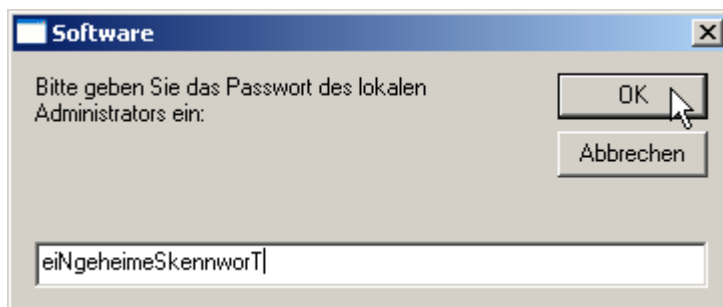 Software
Bitte geben Sie das Passwort des lokalen
Administrators ein:
OK
Abbrechen
eiNgeheimeSkennworT